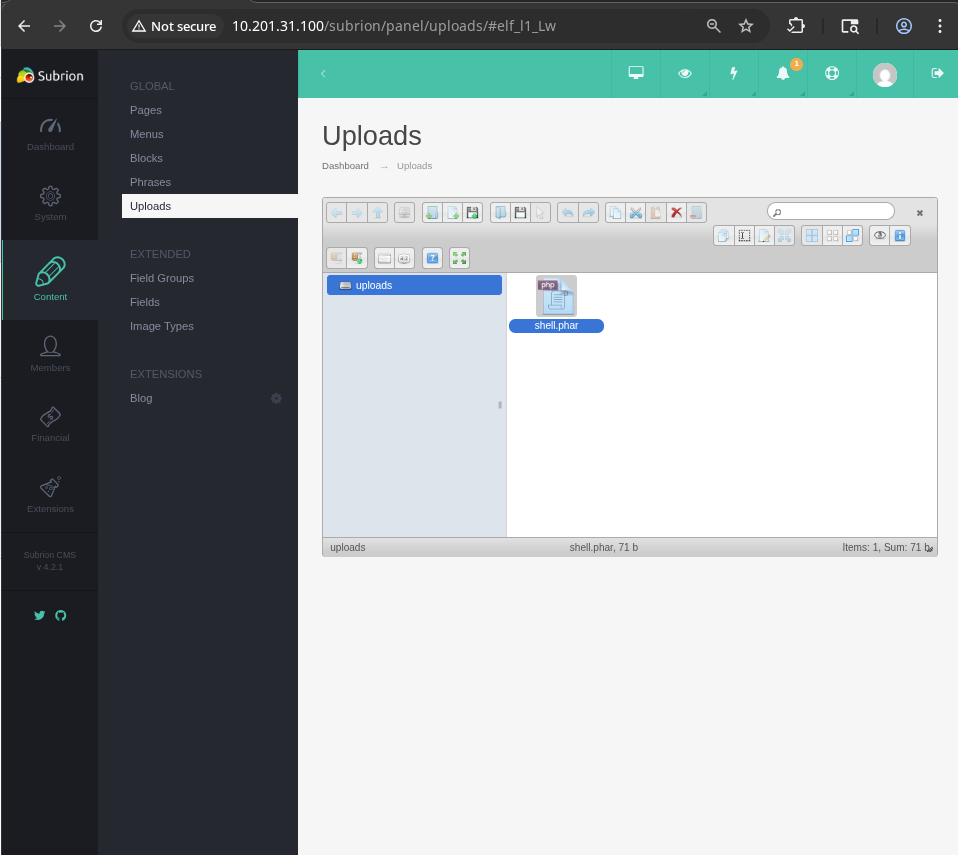 Not secure 10.201.31.100/subrion/panel/uploads/#elf_l1_Lw
Subrion
1
Dashboard
System
Content
Members
Financial
Extensions
Subrion CMS
v 4.2.1
GLOBAL
Pages
Menus
Blocks
Phrases
Uploads
EXTENDED
Field Groups
Fields
Image Types
EXTENSIONS
Blog
Uploads
Dashboard → Uploads
uploads
php
shell.phar
uploads shell.phar, 71 b Items: 1, Sum: 71 b